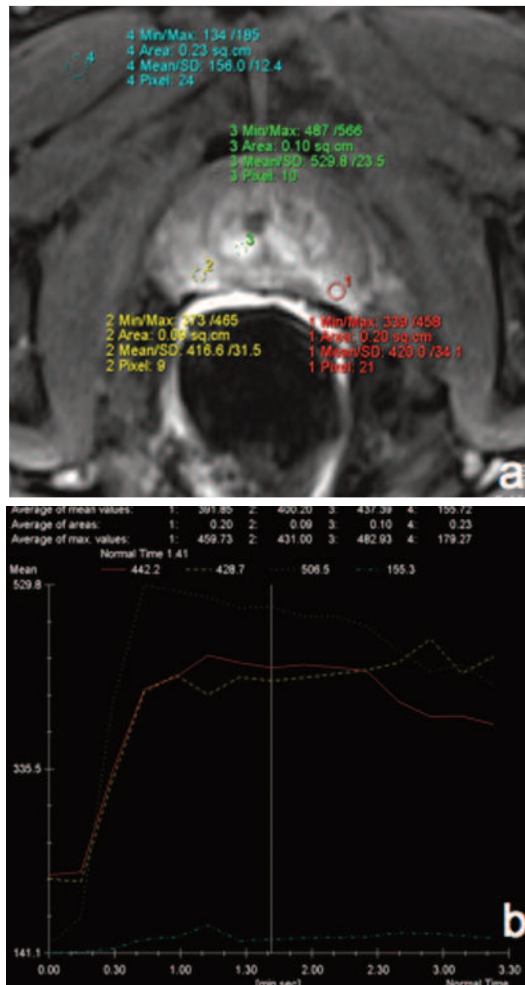 4 Min/Max: 134 /185
4 Area: 0.23 sq.cm
4 Mean/SD: 156.0 /12.4
4 Pixel: 24
4
3 Min/Max: 487 /566
3 Area: 0.10 sq.cm
3 Mean/SD: 529.8 /23.5
3 Pixel: 10
3
2
1
2 Min/Max: 373 /465
2 Area: 0.09 sq.cm
2 Mean/SD: 416.6 /31.5
2 Pixel: 9
1 Min/Max: 339 /458
1 Area: 0.20 sq.cm
1 Mean/SD: 420.0 /34.1
1 Pixel: 21
a
Average of mean values: 1: 391.85 2: 400.20 3: 437.39 4: 155.72
Average of areas: 1: 0.20 2: 0.09 3: 0.10 4: 0.23
Average of max. values: 1: 459.73 2: 431.00 3: 482.93 4: 179.27
Normal Time 1.41
Mean 442.2 428.7 506.5 155.3
529.8
335.5
141.1
b
0.00 0.30 1.00 1.30 2.00 2.30 3.00 3.30
[min.sec] Normal Time